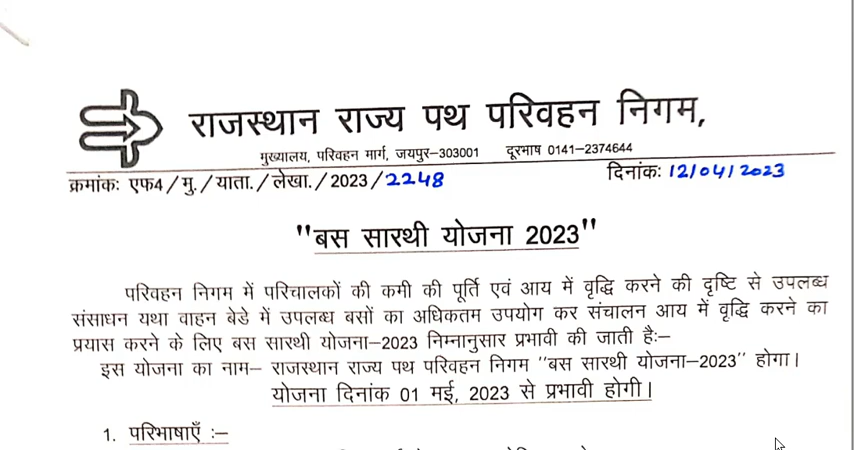 राजस्थान राज्य पथ परिवहन निगम,
मुख्यालय, परिवहन मार्ग, जयपुर–303001 दूरभाष 0141–2374644
क्रमांकः एफ4/मु./याता./लेखा./2023/2248 दिनांकः 12/04/2023
"बस सारथी योजना 2023"
परिवहन निगम में परिचालकों की कमी की पूर्ति एवं आय में वृद्धि करने की दृष्टि से उपलब्ध
संसाधन यथा वाहन बेडे में उपलब्ध बसों का अधिकतम उपयोग कर संचालन आय में वृद्धि करने का
प्रयास करने के लिए बस सारथी योजना–2023 निम्नानुसार प्रभावी की जाती हैः–
इस योजना का नाम– राजस्थान राज्य पथ परिवहन निगम "बस सारथी योजना–2023" होगा।
योजना दिनांक 01 मई, 2023 से प्रभावी होगी।
1. परिभाषाएँ :–